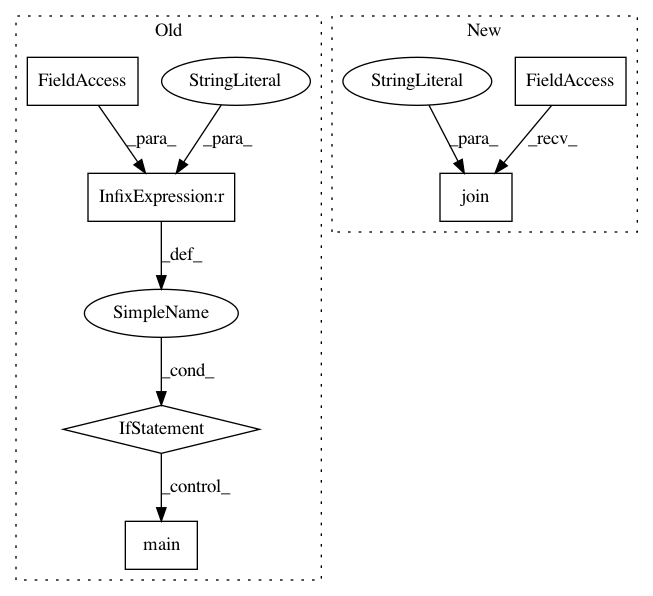 Old
New
FieldAccess
StringLiteral
StringLiteral
FieldAccess
_para_
_para_
_para_
_recv_
InfixExpression:r
join
_def_
SimpleName
_cond_
IfStatement
_control_
main